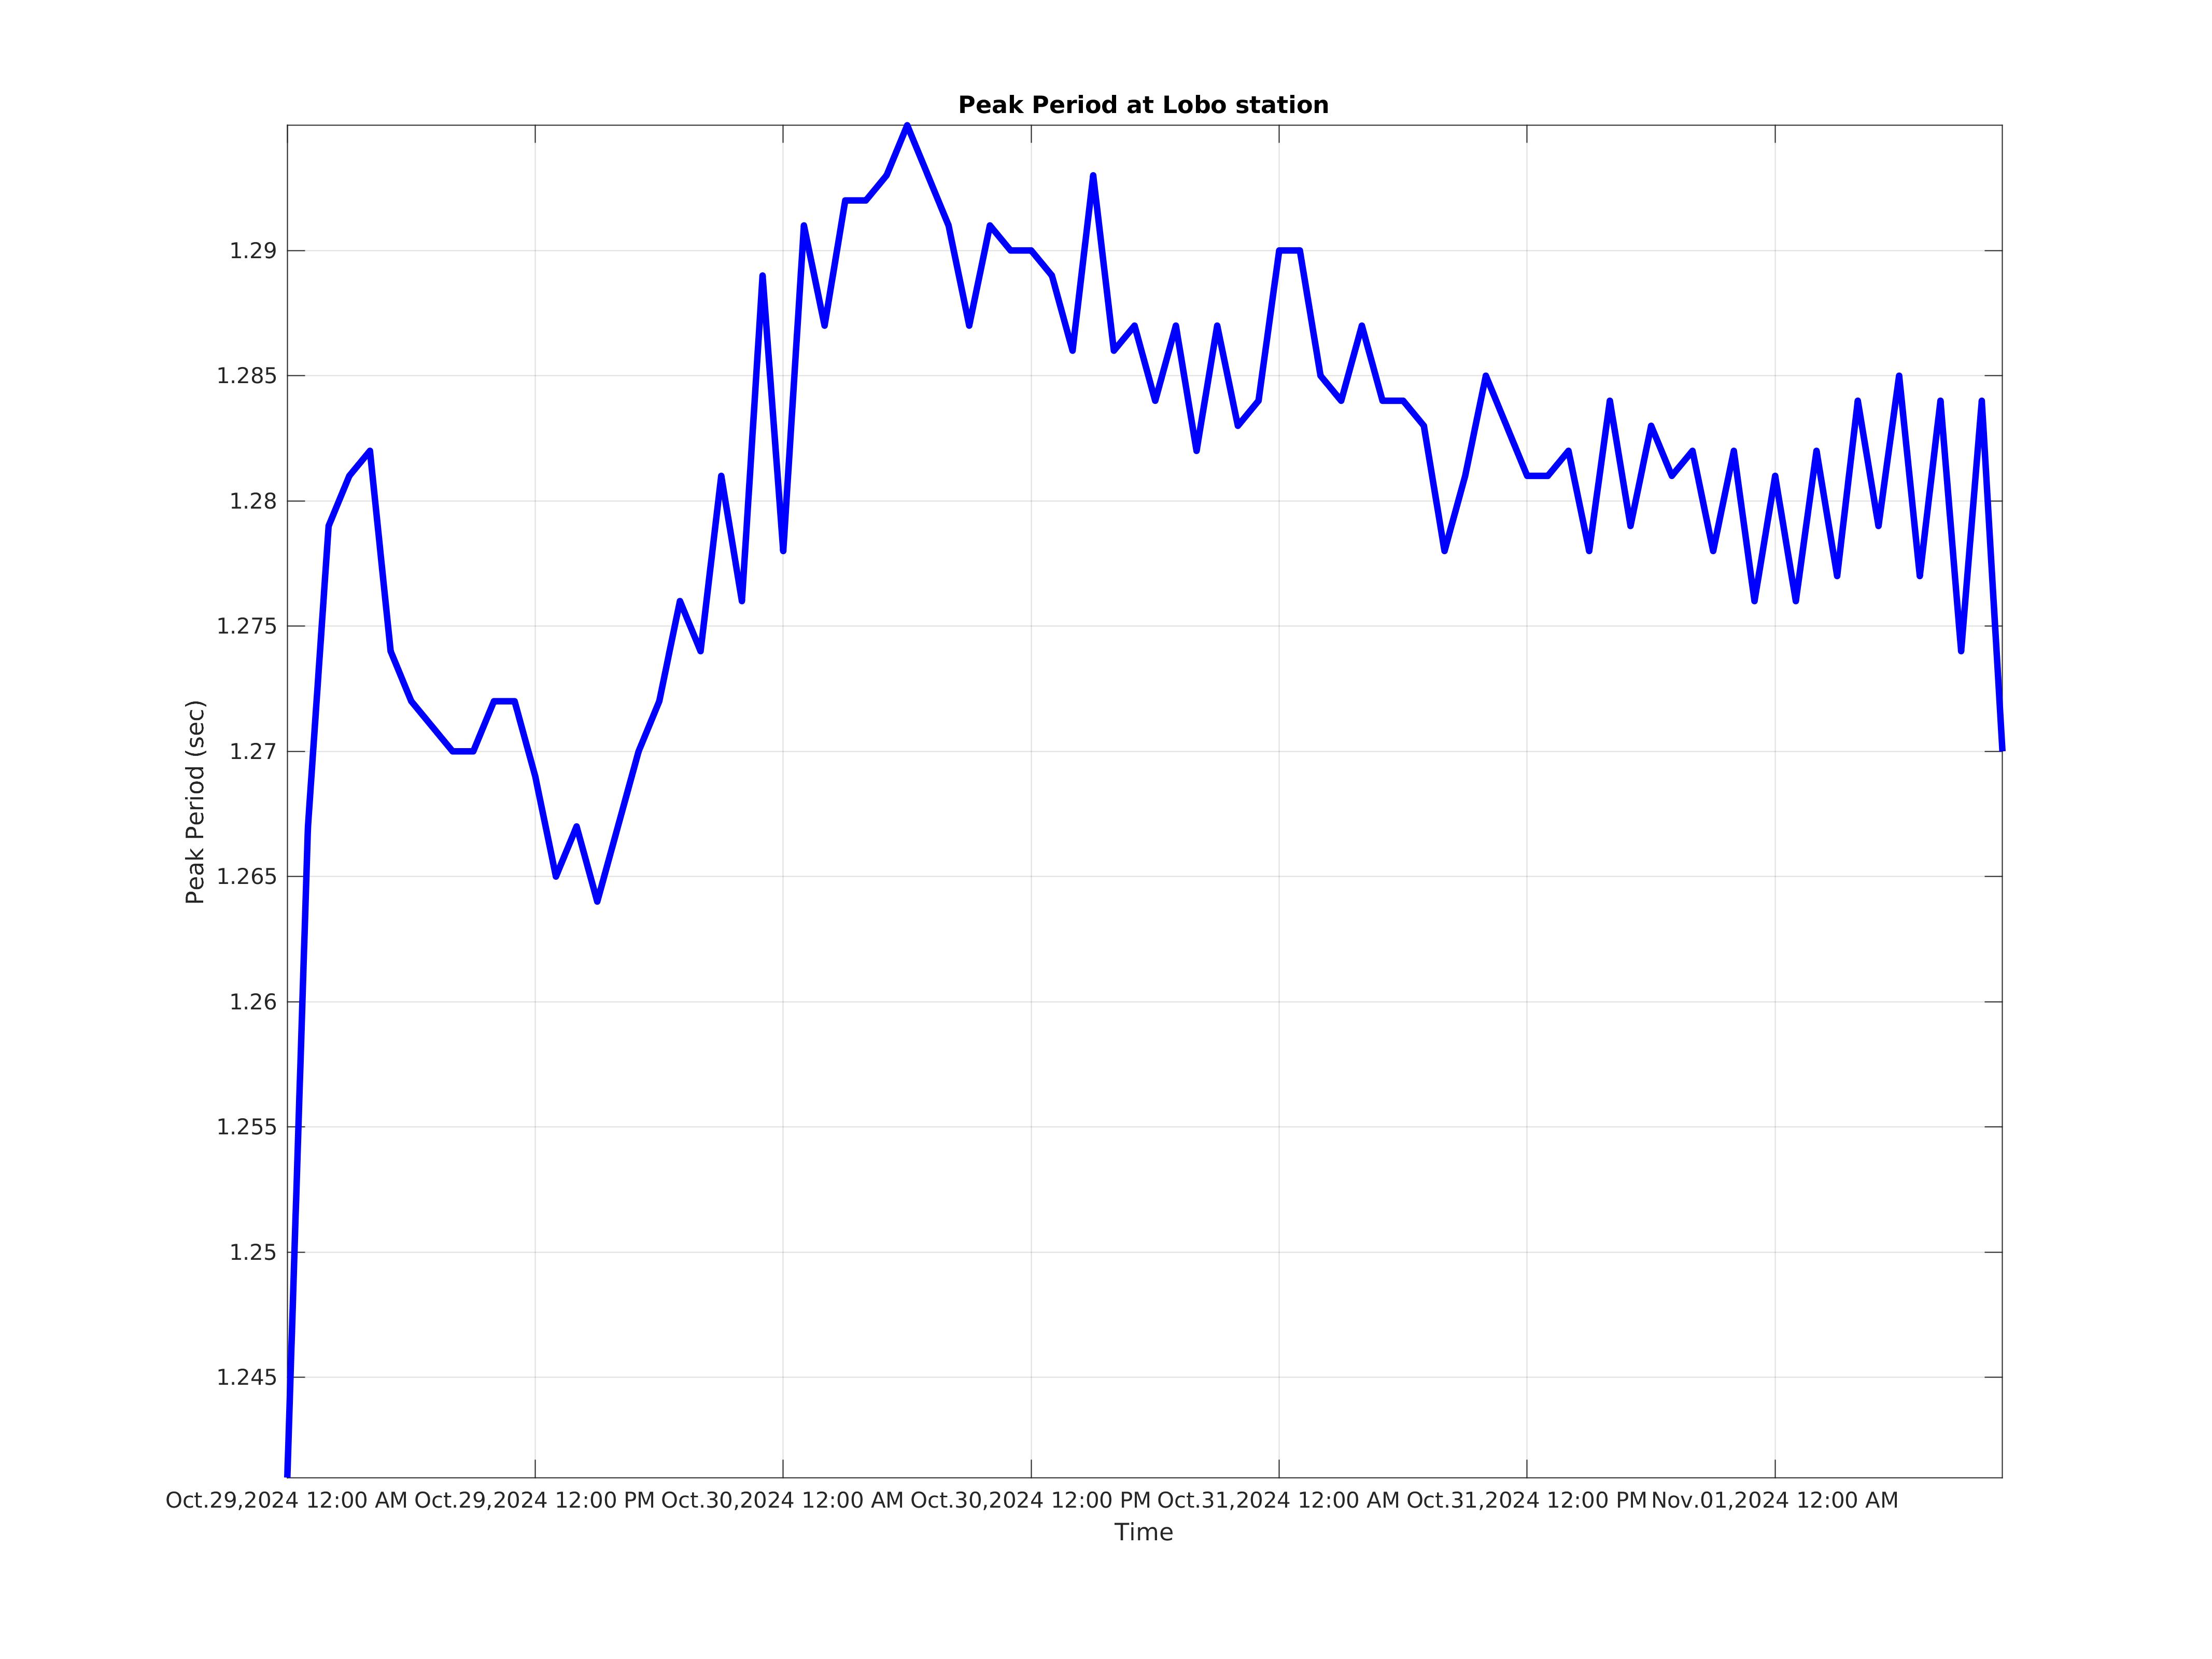 Peak Period at Lobo station
1.29
1.285
1.28
1.275
1.27
1.265
1.26
1.255
1.25
1.245
Peak Period (sec)
Oct.29,2024 12:00 AM Oct.29,2024 12:00 PM Oct.30,2024 12:00 AM Oct.30,2024 12:00 PM Oct.31,2024 12:00 AM Oct.31,2024 12:00 PM Nov.01,2024 12:00 AM
Time